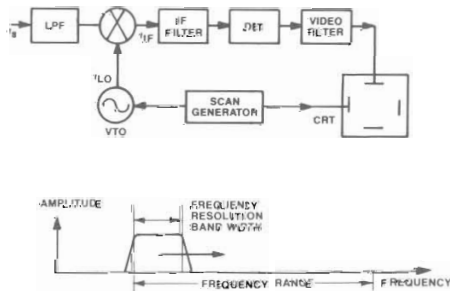 LPF
IF
FILTER
DET
VIDEO
FILTER
fIF
fLO
VTO
SCAN
GENERATOR
CRT
AMPLITUDE
FREQUENCY
RESOLUTION
BAND WIDTH
FREQUENCY RANGE
FREQUENCY